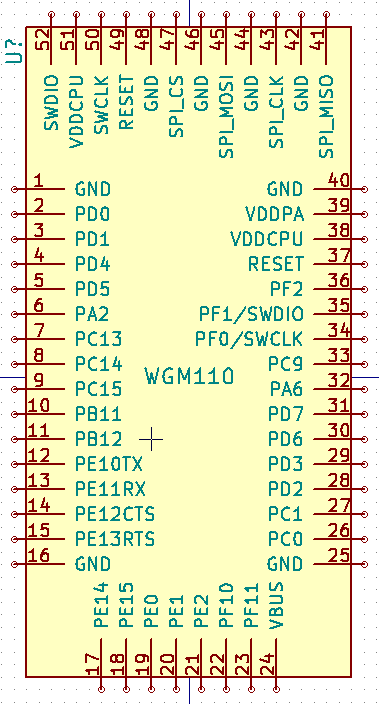 U?
52 51 50 49 48 47 46 45 44 43 42 41
SWDIO VDDCPU SWCLK RESET GND SPI_CS GND SPI_MOSI GND SPI_CLK GND SPI_MISO
1 GND GND 40
2 PD0 VDDPA 39
3 PD1 VDDCPU 38
4 PD4 RESET 37
5 PD5 PF2 36
6 PA2 PF1/SWDIO 35
7 PC13 PF0/SWCLK 34
8 PC14 PC9 33
WGM110
9 PC15 PA6 32
10 PB11 PD7 31
11 PB12 PD6 30
12 PE10TX PD3 29
13 PE11RX PD2 28
14 PE12CTS PC1 27
15 PE13RTS PC0 26
16 GND GND 25
PE14 PE15 PE0 PE1 PE2 PF10 PF11 VBUS
17 18 19 20 21 22 23 24